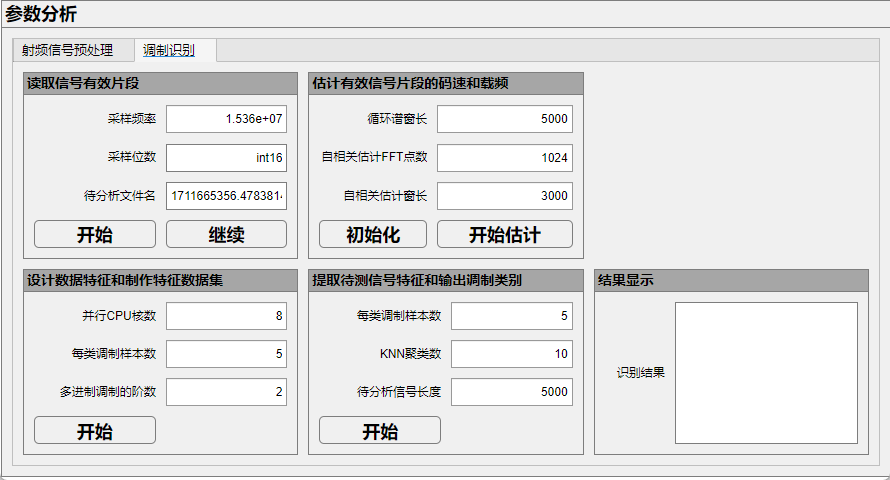 参数分析
射频信号预处理 调制识别
读取信号有效片段
采样频率 1.536e+07
采样位数 int16
待分析文件名 1711665356.4783814
开始 继续
估计有效信号片段的码速和载频
循环谱窗长 5000
自相关估计FFT点数 1024
自相关估计窗长 3000
初始化 开始估计
设计数据特征和制作特征数据集
并行CPU核数 8
每类调制样本数 5
多进制调制的阶数 2
开始
提取待测信号特征和输出调制类别
每类调制样本数 5
KNN聚类数 10
待分析信号长度 5000
开始
结果显示
识别结果